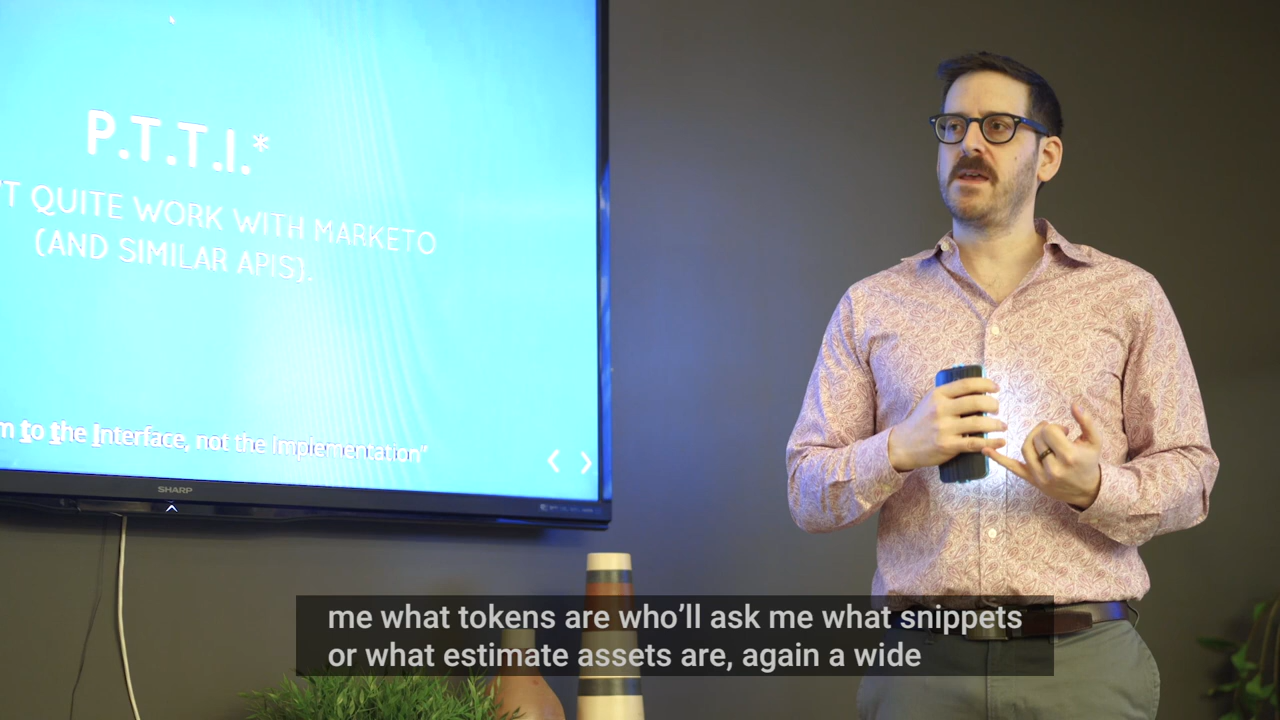 P.T.T.I.*
'T QUITE WORK WITH MARKETO
(AND SIMILAR APIS).
m to the Interface, not the Implementation"
SHARP
me what tokens are who’ll ask me what snippets
or what estimate assets are, again a wide